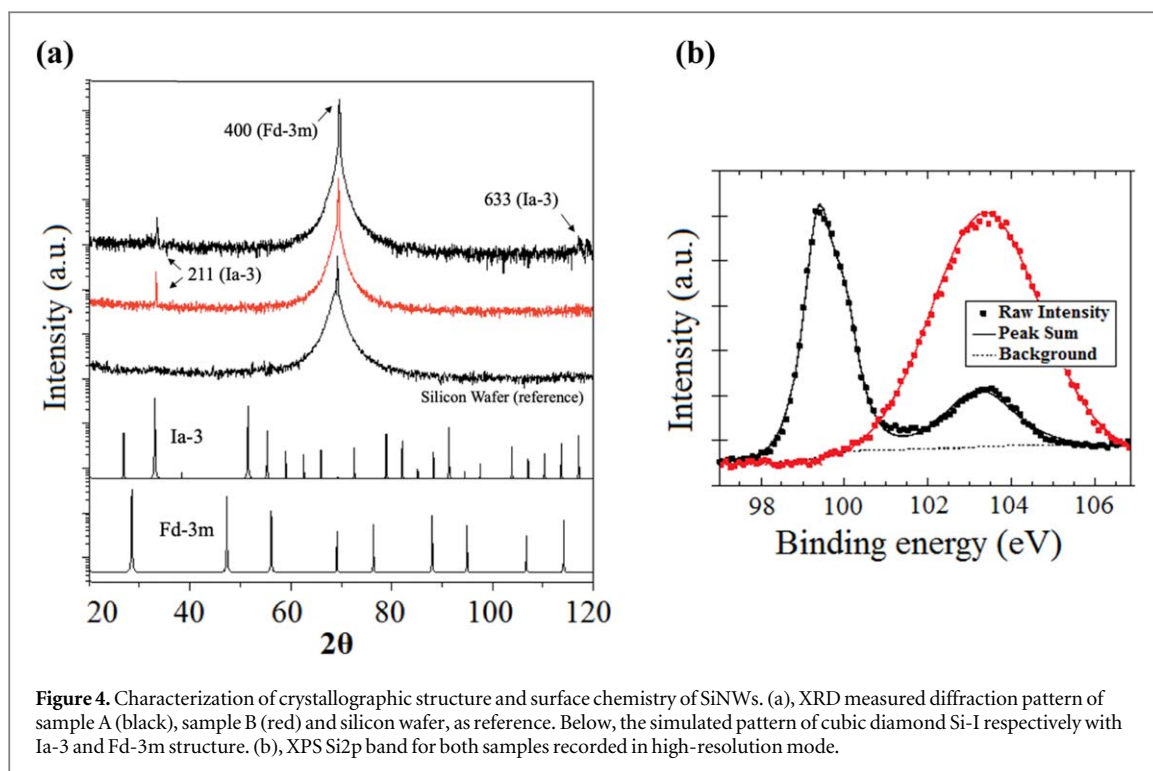 (a)
(b)
400 (Fd-3m)
633 (Ia-3)
211 (Ia-3)
Silicon Wafer (reference)
Ia-3
Fd-3m
Intensity (a.u.)
20 40 60 80 100 120
2θ
Raw Intensity
Peak Sum
Background
Intensity (a.u.)
98 100 102 104 106
Binding energy (eV)
Figure 4. Characterization of crystallographic structure and surface chemistry of SiNWs. (a), XRD measured diffraction pattern of
sample A (black), sample B (red) and silicon wafer, as reference. Below, the simulated pattern of cubic diamond Si-I respectively with
Ia-3 and Fd-3m structure. (b), XPS Si2p band for both samples recorded in high-resolution mode.